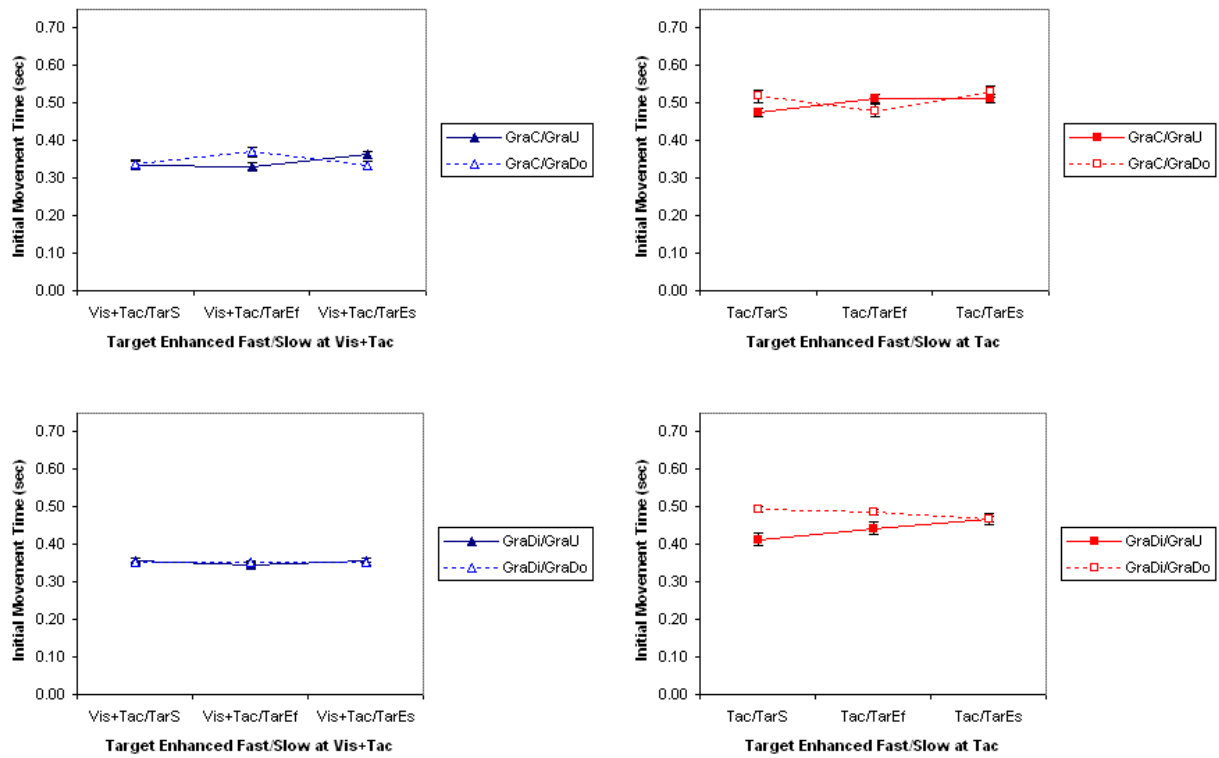 Initial Movement Time (sec)
0.70
0.60
0.50
0.40
0.30
0.20
0.10
0.00
Vis+Tac/TarS Vis+Tac/TarEf Vis+Tac/TarEs
Target Enhanced Fast/Slow at Vis+Tac
GraC/GraU
GraC/GraDo
Initial Movement Time (sec)
0.70
0.60
0.50
0.40
0.30
0.20
0.10
0.00
Tac/TarS Tac/TarEf Tac/TarEs
Target Enhanced Fast/Slow at Tac
GraC/GraU
GraC/GraDo
Initial Movement Time (sec)
0.70
0.60
0.50
0.40
0.30
0.20
0.10
0.00
Vis+Tac/TarS Vis+Tac/TarEf Vis+Tac/TarEs
Target Enhanced Fast/Slow at Vis+Tac
GraDi/GraU
GraDi/GraDo
Initial Movement Time (sec)
0.70
0.60
0.50
0.40
0.30
0.20
0.10
0.00
Tac/TarS Tac/TarEf Tac/TarEs
Target Enhanced Fast/Slow at Tac
GraDi/GraU
GraDi/GraDo